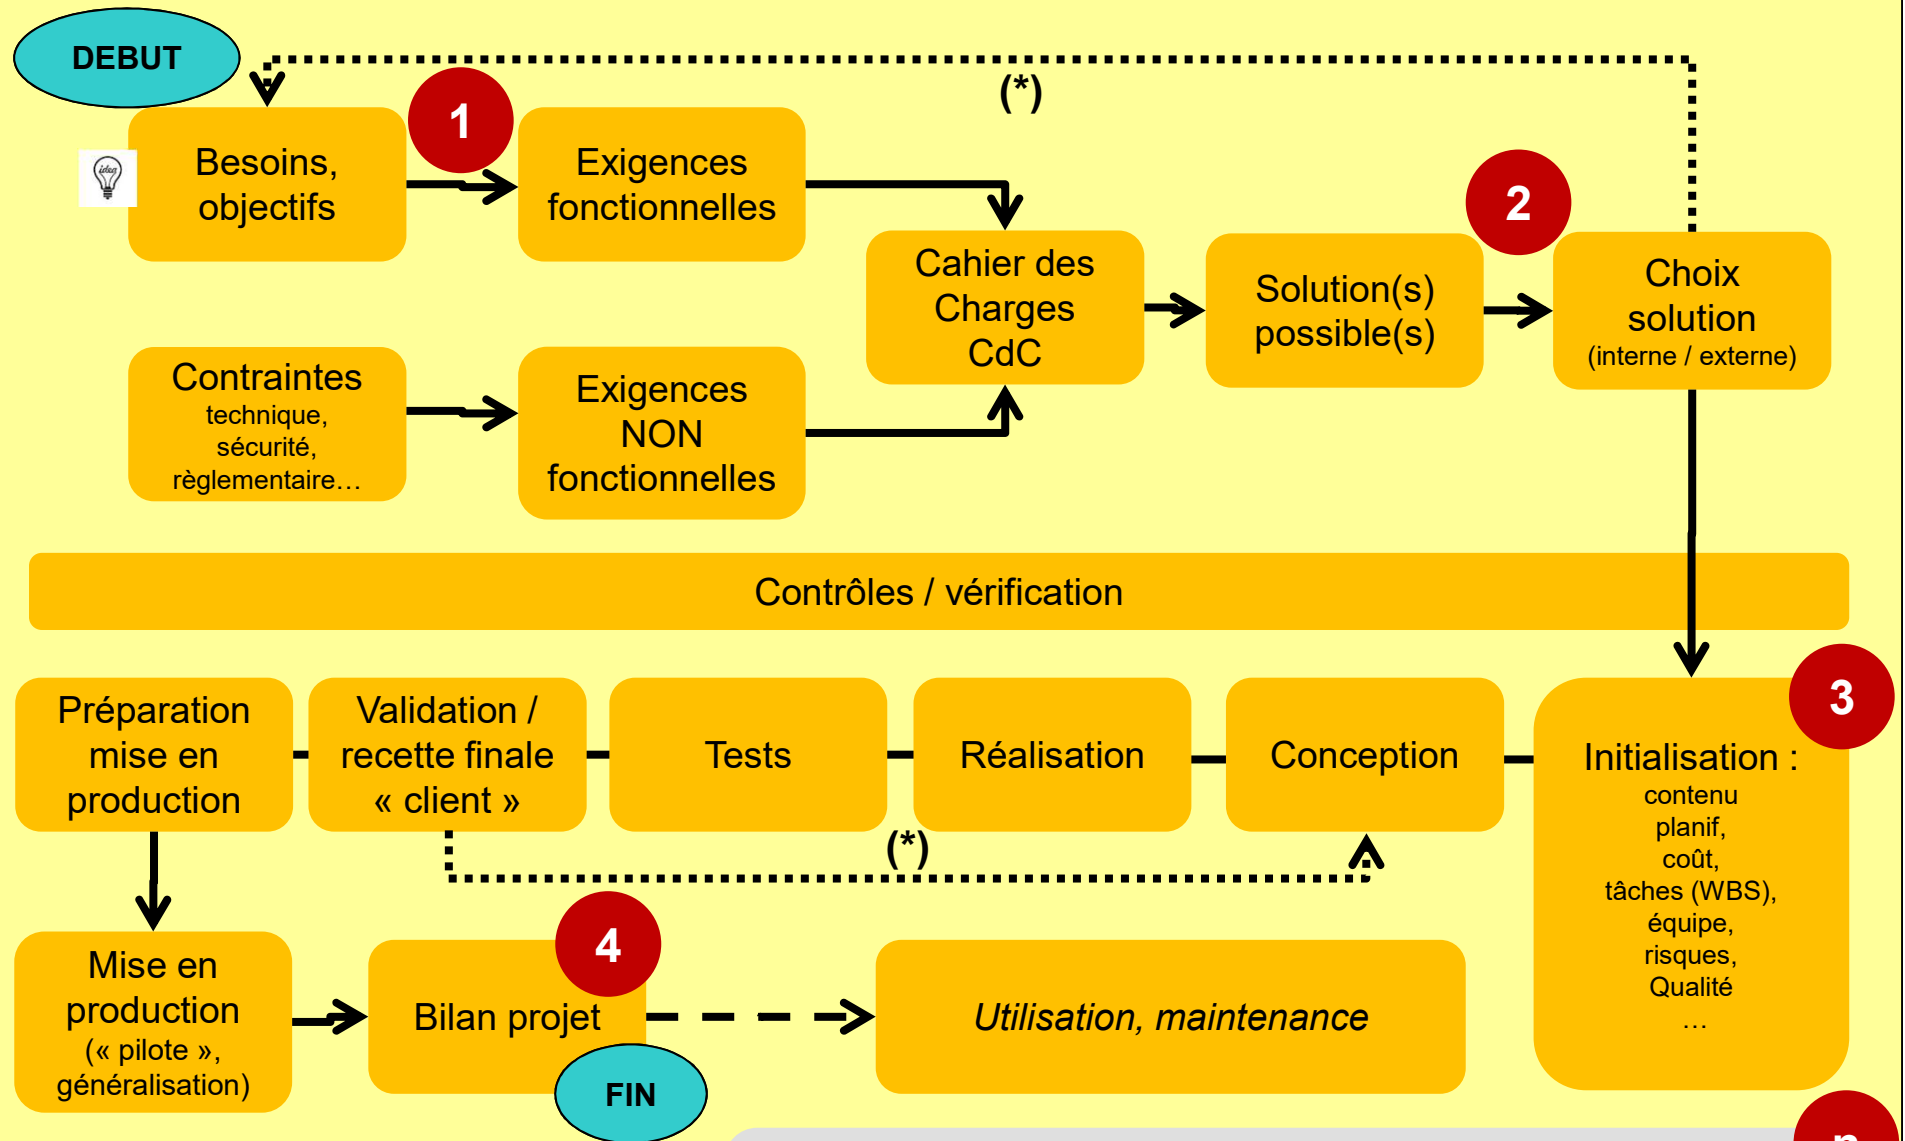 DEBUT
(*)
1
Besoins,
objectifs
idea
Exigences
fonctionnelles
2
Cahier des
Charges
CdC
Solution(s)
possible(s)
Choix
solution
(interne / externe)
Contraintes
technique,
sécurité,
règlementaire…
Exigences
NON
fonctionnelles
Contrôles / vérification
3
Préparation
mise en
production
Validation /
recette finale
« client »
Tests
Réalisation
Conception
Initialisation :
contenu
planif,
coût,
tâches (WBS),
équipe,
risques,
Qualité
…
(*)
4
Mise en
production
(« pilote »,
généralisation)
Bilan projet
Utilisation, maintenance
FIN